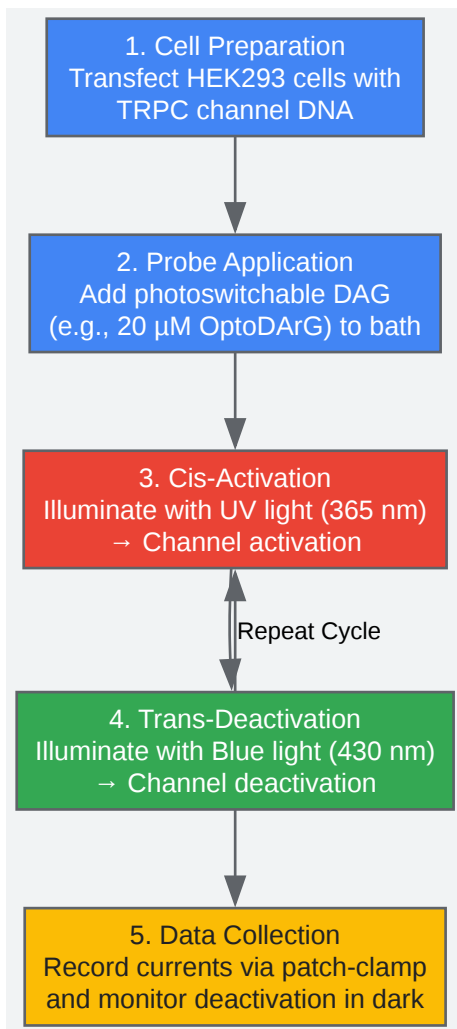 1. Cell Preparation
Transfect HEK293 cells with
TRPC channel DNA
2. Probe Application
Add photoswitchable DAG
(e.g., 20 µM OptoDArG) to bath
3. Cis-Activation
Illuminate with UV light (365 nm)
→ Channel activation
Repeat Cycle
4. Trans-Deactivation
Illuminate with Blue light (430 nm)
→ Channel deactivation
5. Data Collection
Record currents via patch-clamp
and monitor deactivation in dark